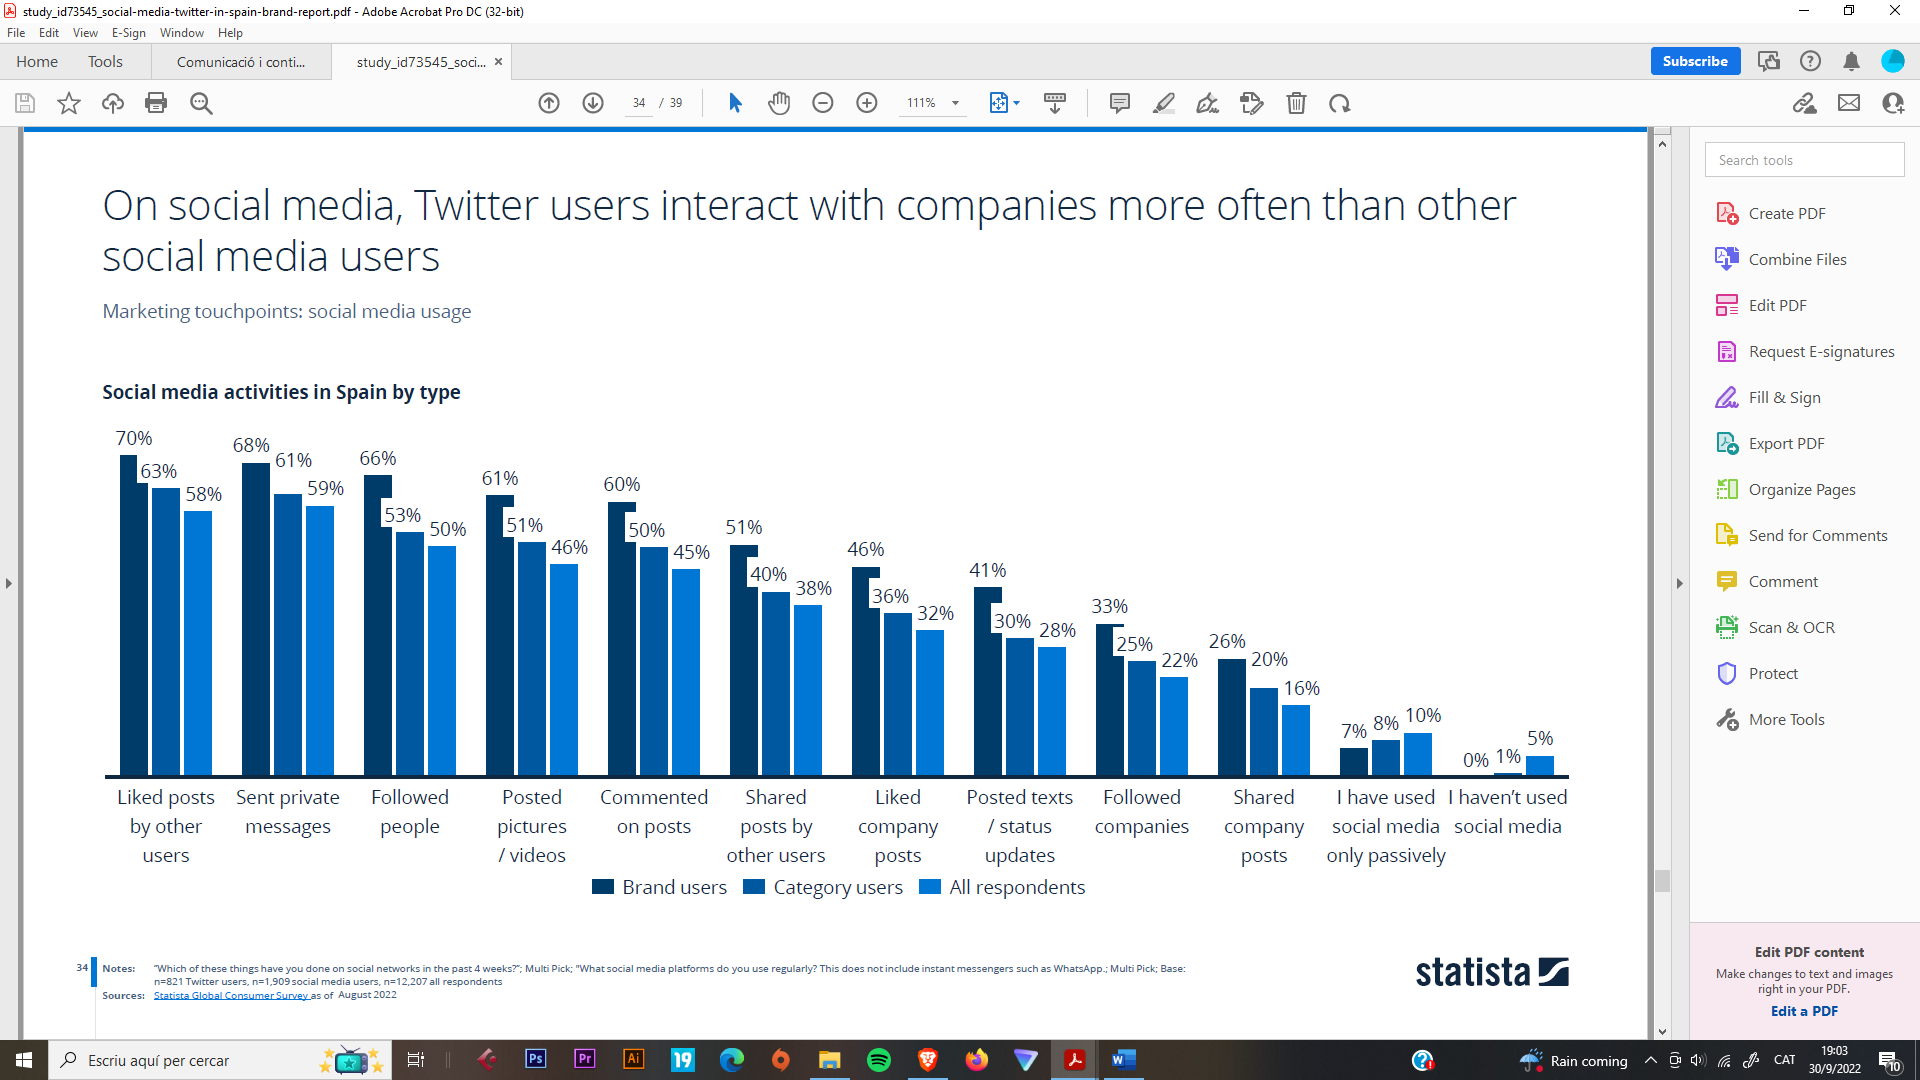 study_id73545_social-media-twitter-in-spain-brand-report.pdf - Adobe Acrobat Pro DC (32-bit)
File Edit View E-Sign Window Help
Home Tools Comunicació i conti... study_id73545_soci... × Subscribe
34 / 39 111%
On social media, Twitter users interact with companies more often than other
social media users
Marketing touchpoints: social media usage
Social media activities in Spain by type
70% 63% 58%
68% 61% 59%
66% 53% 50%
61% 51% 46%
60% 50% 45%
51% 40% 38%
46% 36% 32%
41% 30% 28%
33% 25% 22%
26% 20% 16%
7% 8% 10%
0% 1% 5%
Liked posts
by other
users
Sent private
messages
Followed
people
Posted
pictures
/ videos
Commented
on posts
Shared
posts by
other users
Liked
company
posts
Posted texts
/ status
updates
Followed
companies
Shared
company
posts
I have used
social media
only passively
I haven't used
social media
Brand users Category users All respondents
34 Notes: "Which of these things have you done on social networks in the past 4 weeks?"; Multi Pick; "What social media platforms do you use regularly? This does not include instant messengers such as WhatsApp.; Multi Pick; Base:
n=821 Twitter users, n=1,909 social media users, n=12,207 all respondents
Sources: Statista Global Consumer Survey as of August 2022
statista
Search tools
Create PDF
Combine Files
Edit PDF
Request E-signatures
Fill & Sign
Export PDF
Organize Pages
Send for Comments
Comment
Scan & OCR
Protect
More Tools
Edit PDF content
Make changes to text and images
right in your PDF.
Edit a PDF
Escriu aquí per cercar
Ps Pr Ai 19 W
Rain coming CAT
19:03
30/9/2022
10